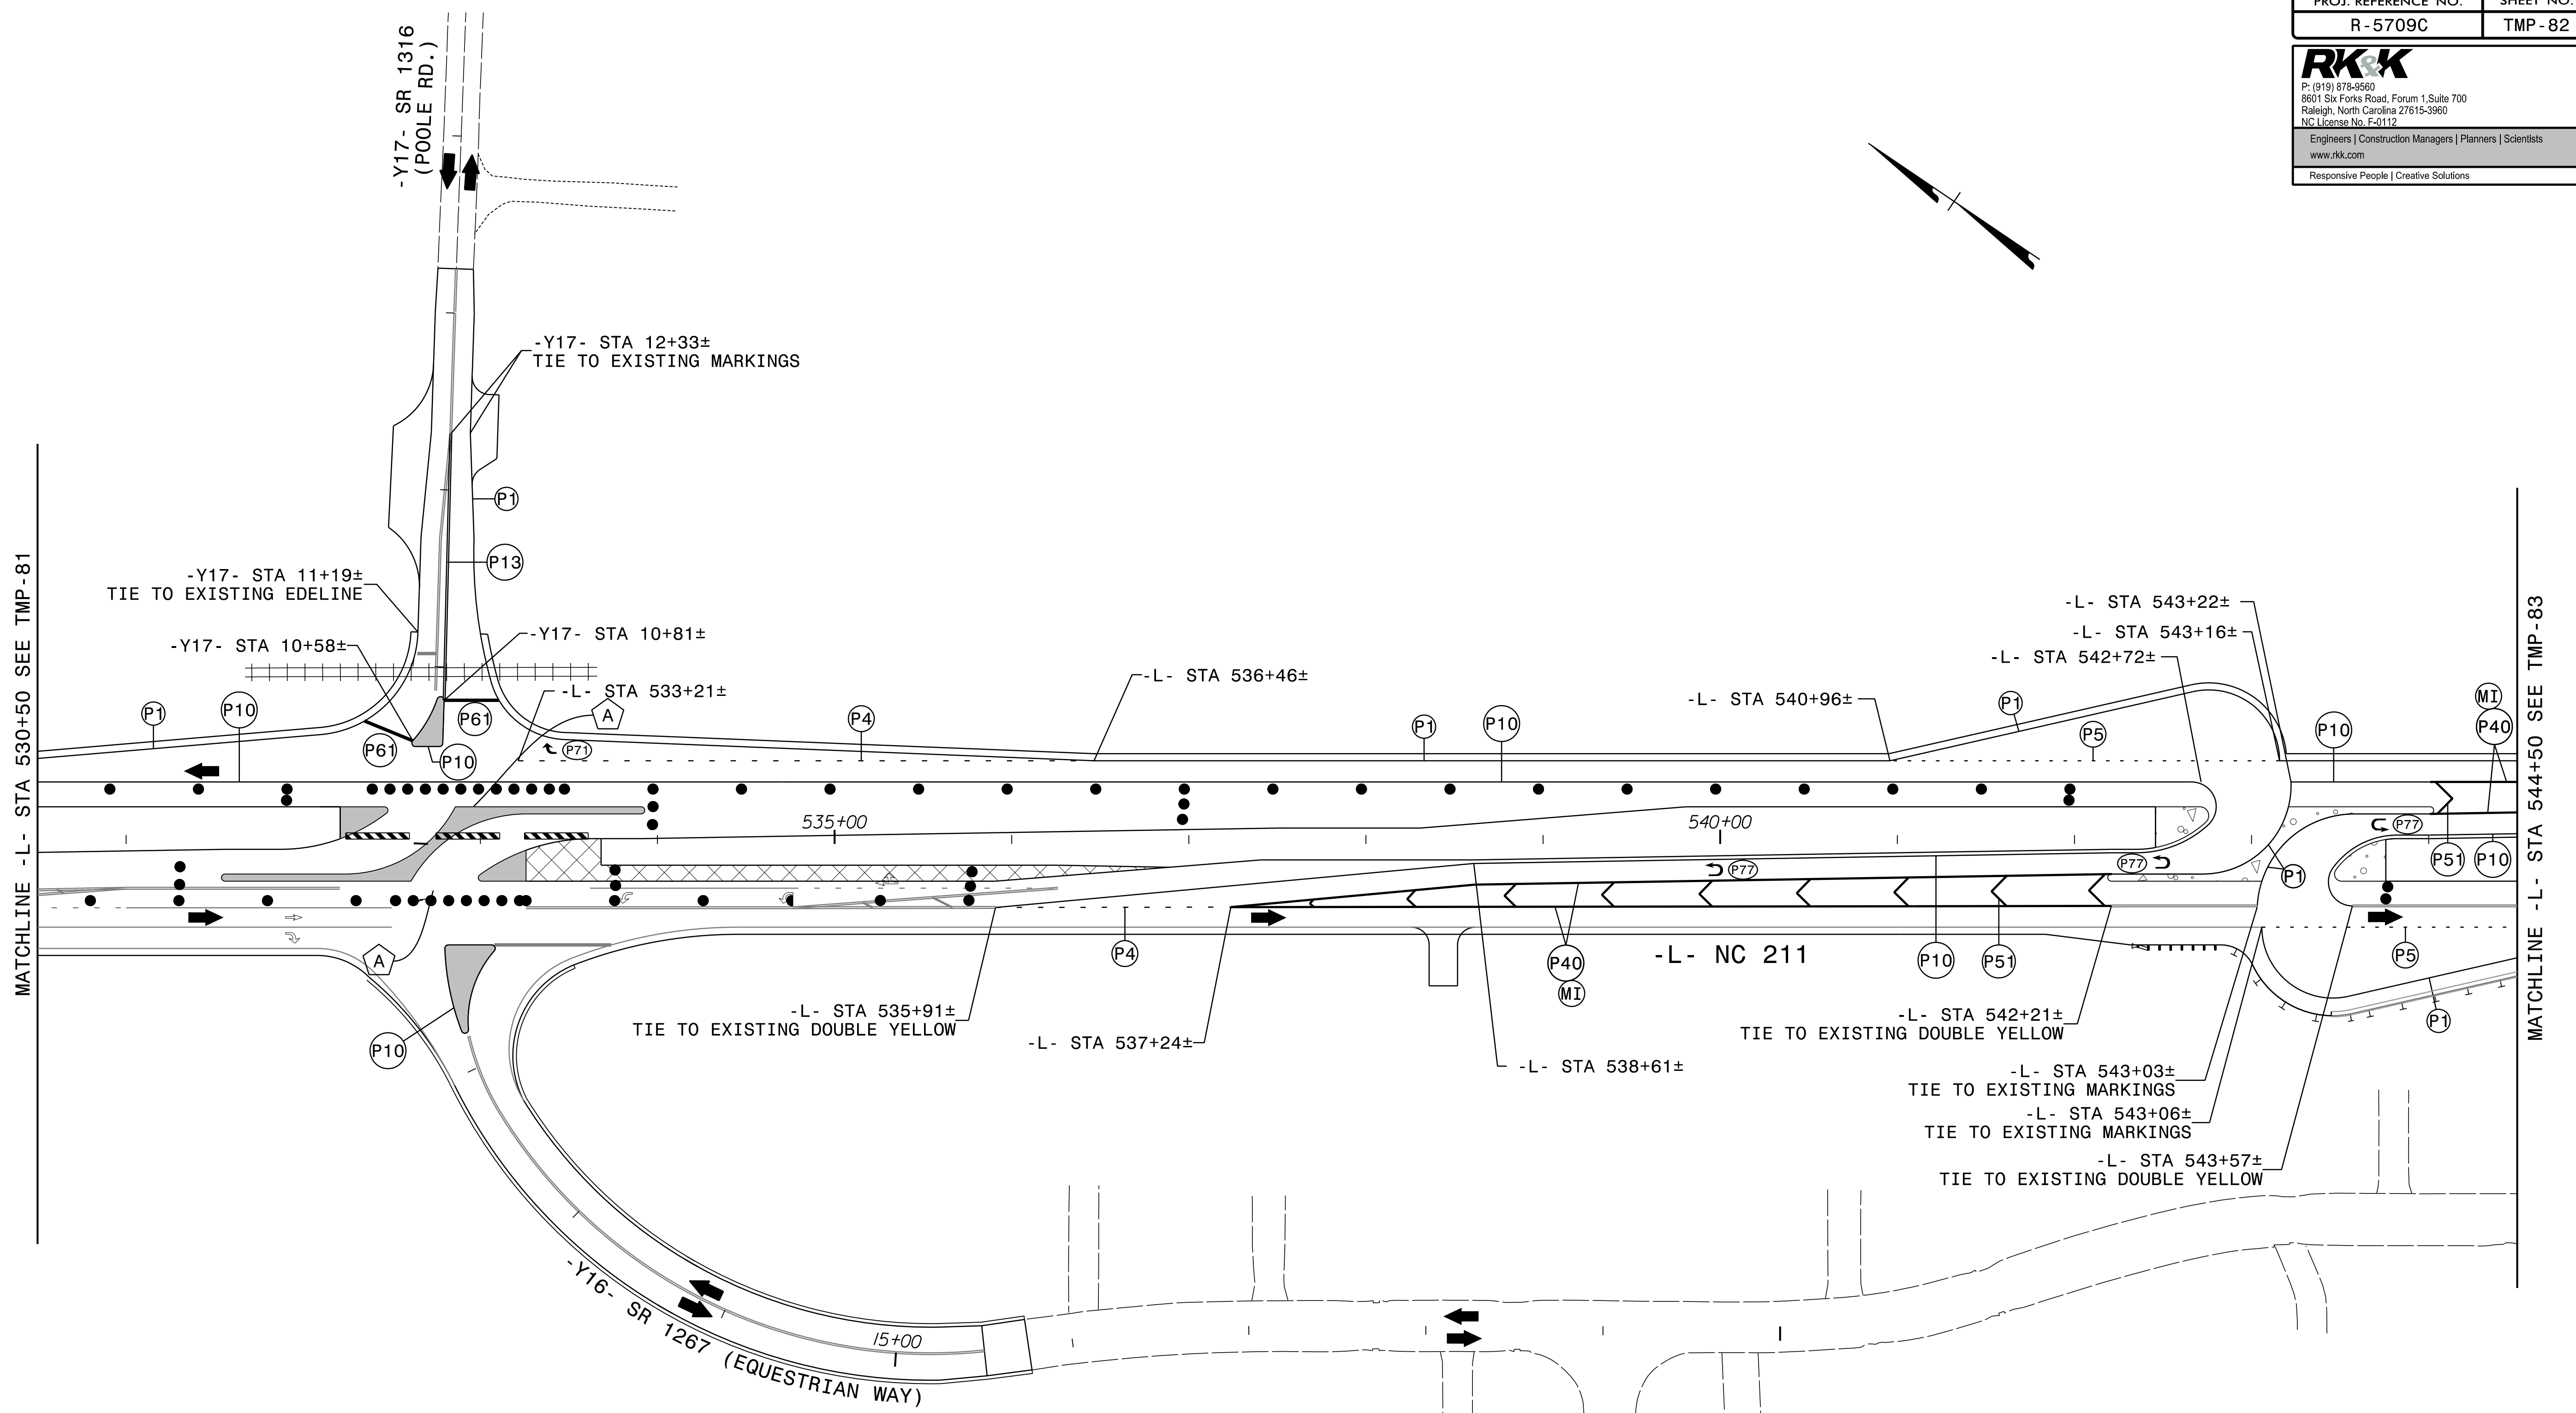 PROJ. REFERENCE NO.
SHEET NO.
R-5709C
TMP-82
RK&K
P: (919) 878-9560
8601 Six Forks Road, Forum 1,Suite 700
Raleigh, North Carolina 27615-3960
NC License No. F-0112
Engineers | Construction Managers | Planners | Scientists
www.rkk.com
Responsive People | Creative Solutions
-Y17- SR 1316
(POOLE RD.)
-Y17- STA 12+33±
TIE TO EXISTING MARKINGS
P1
P13
-Y17- STA 11+19±
TIE TO EXISTING EDELINE
-Y17- STA 10+58±
-Y17- STA 10+81±
-L- STA 533+21±
A
P61
P61
P10
P71
P1
P10
P4
-L- STA 536+46±
P1
P10
-L- STA 540+96±
-L- STA 543+22±
-L- STA 543+16±
-L- STA 542+72±
P1
P5
P10
MI
P40
MATCHLINE -L- STA 530+50 SEE TMP-81
MATCHLINE -L- STA 544+50 SEE TMP-83
535+00
540+00
P77
P77
P77
P51
P10
P1
A
P4
P40
MI
-L- NC 211
P10
P51
P5
P1
P10
-L- STA 535+91±
TIE TO EXISTING DOUBLE YELLOW
-L- STA 537+24±
-L- STA 538+61±
-L- STA 542+21±
TIE TO EXISTING DOUBLE YELLOW
-L- STA 543+03±
TIE TO EXISTING MARKINGS
-L- STA 543+06±
TIE TO EXISTING MARKINGS
-L- STA 543+57±
TIE TO EXISTING DOUBLE YELLOW
15+00
-Y16- SR 1267 (EQUESTRIAN WAY)